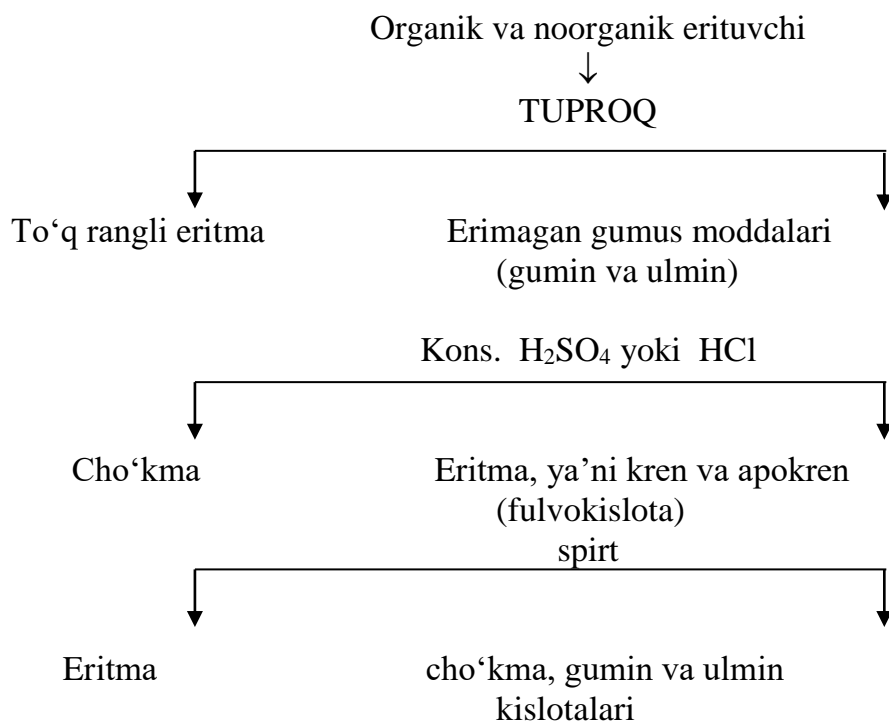 Organik va noorganik erituvchi
↓
TUPROQ
To‘q rangli eritma Erimagan gumus moddalari
(gumin va ulmin)
Kons. H₂SO₄ yoki HCl
Cho‘kma Eritma, ya’ni kren va apokren
(fulvokislota)
spirt
Eritma cho‘kma, gumin va ulmin
kislotalari